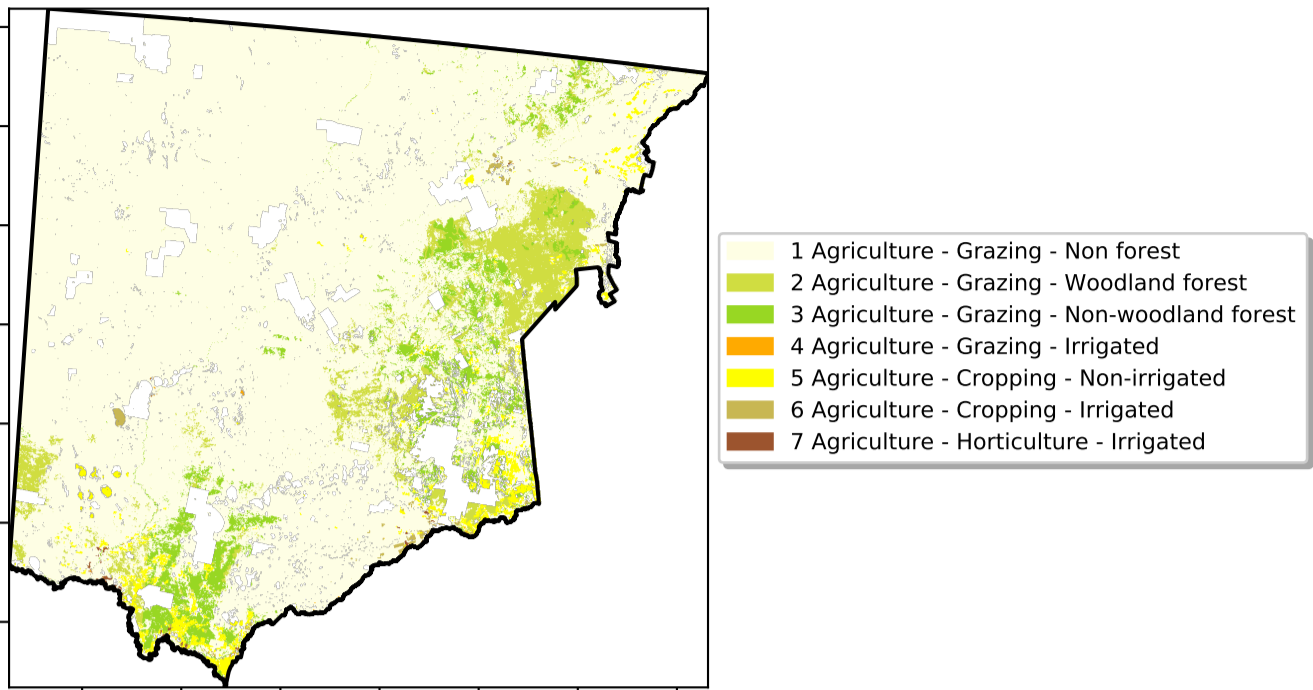 1 Agriculture - Grazing - Non forest
2 Agriculture - Grazing - Woodland forest
3 Agriculture - Grazing - Non-woodland forest
4 Agriculture - Grazing - Irrigated
5 Agriculture - Cropping - Non-irrigated
6 Agriculture - Cropping - Irrigated
7 Agriculture - Horticulture - Irrigated